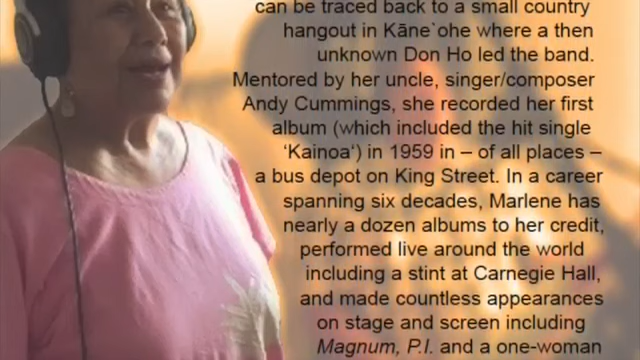 can be traced back to a small country
hangout in Kāne`ohe where a then
unknown Don Ho led the band.
Mentored by her uncle, singer/composer
Andy Cummings, she recorded her first
album (which included the hit single
‘Kainoa‘) in 1959 in – of all places –
a bus depot on King Street. In a career
spanning six decades, Marlene has
nearly a dozen albums to her credit,
performed live around the world
including a stint at Carnegie Hall,
and made countless appearances
on stage and screen including
Magnum, P.I. and a one-woman